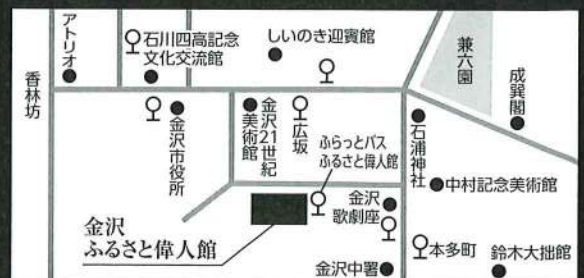 アトリオ
香林坊
石川四高記念
文化交流館
しいのき迎賓館
兼六園
成巽閣
金沢市役所
金沢21世紀
美術館
広坂
ふらっとバス
ふるさと偉人館
石浦神社
中村記念美術館
金沢
歌劇座
金沢
ふるさと偉人館
本多町
鈴木大拙館
金沢中署